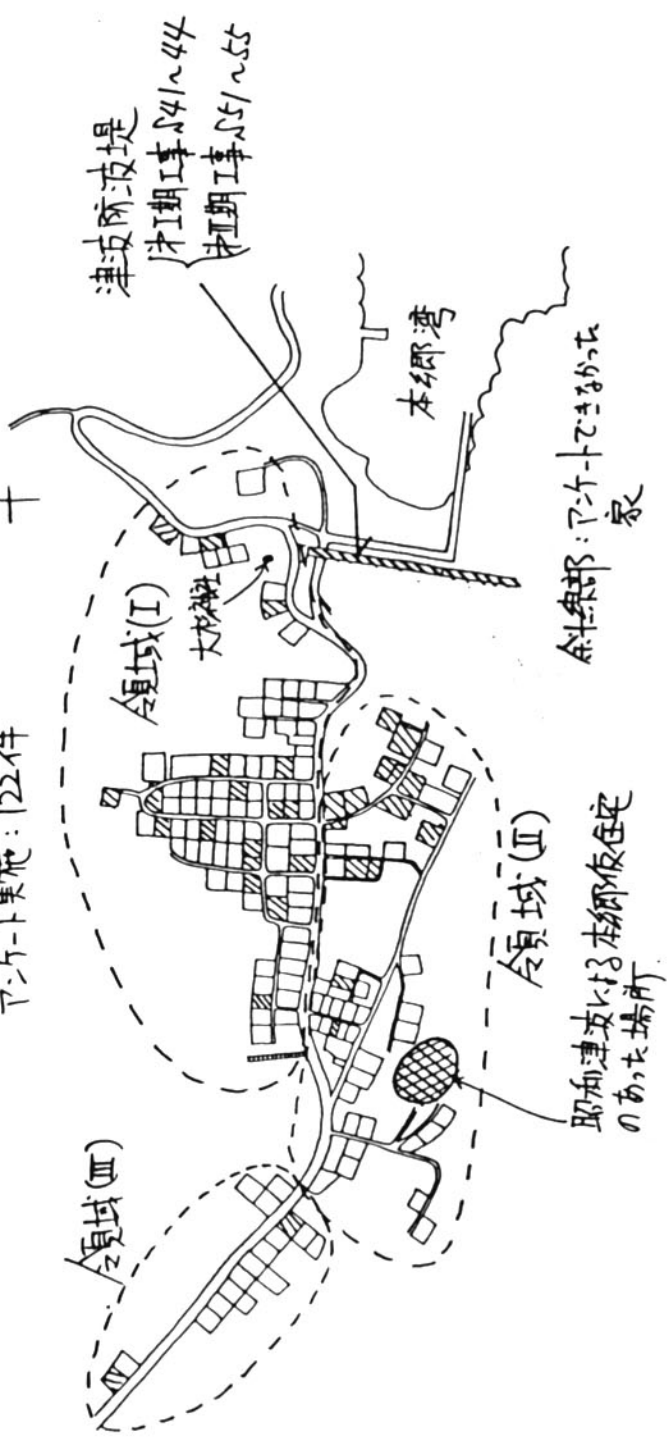 アンケート実施:122件
領域(Ⅲ)
領域(Ⅰ)
大杉神社
津波防波堤
オⅠ期工事S41~44
オⅡ期工事S51~55
本郷湾
領域(Ⅱ)
昭和津波による本郷仮住宅
のあった場所
斜線部:アンケートできなかった
家